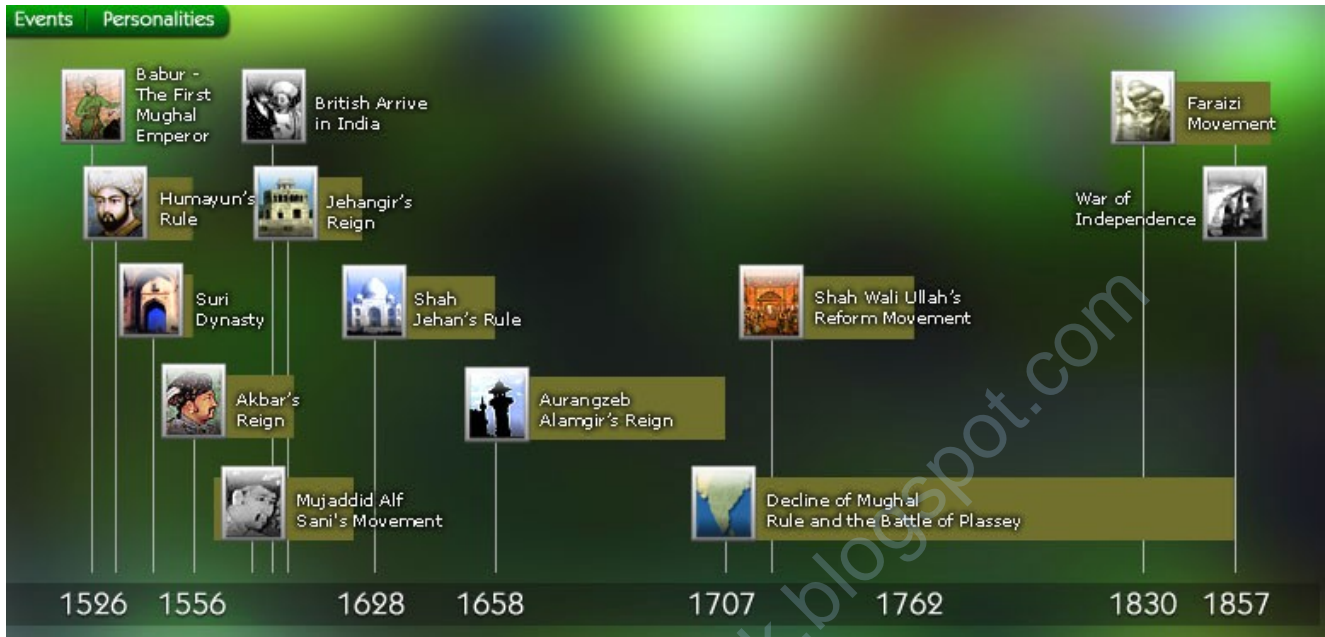 Events Personalities
Babur -
The First
Mughal
Emperor
British Arrive
in India
Faraizi
Movement
Humayun's
Rule
Jehangir's
Reign
War of
Independence
Suri
Dynasty
Shah
Jehan's Rule
Shah Wali Ullah's
Reform Movement
Akbar's
Reign
Aurangzeb
Alamgir's Reign
Mujaddid Alf
Sani's Movement
Decline of Mughal
Rule and the Battle of Plassey
1526 1556 1628 1658 1707 1762 1830 1857
k.blogspot.com